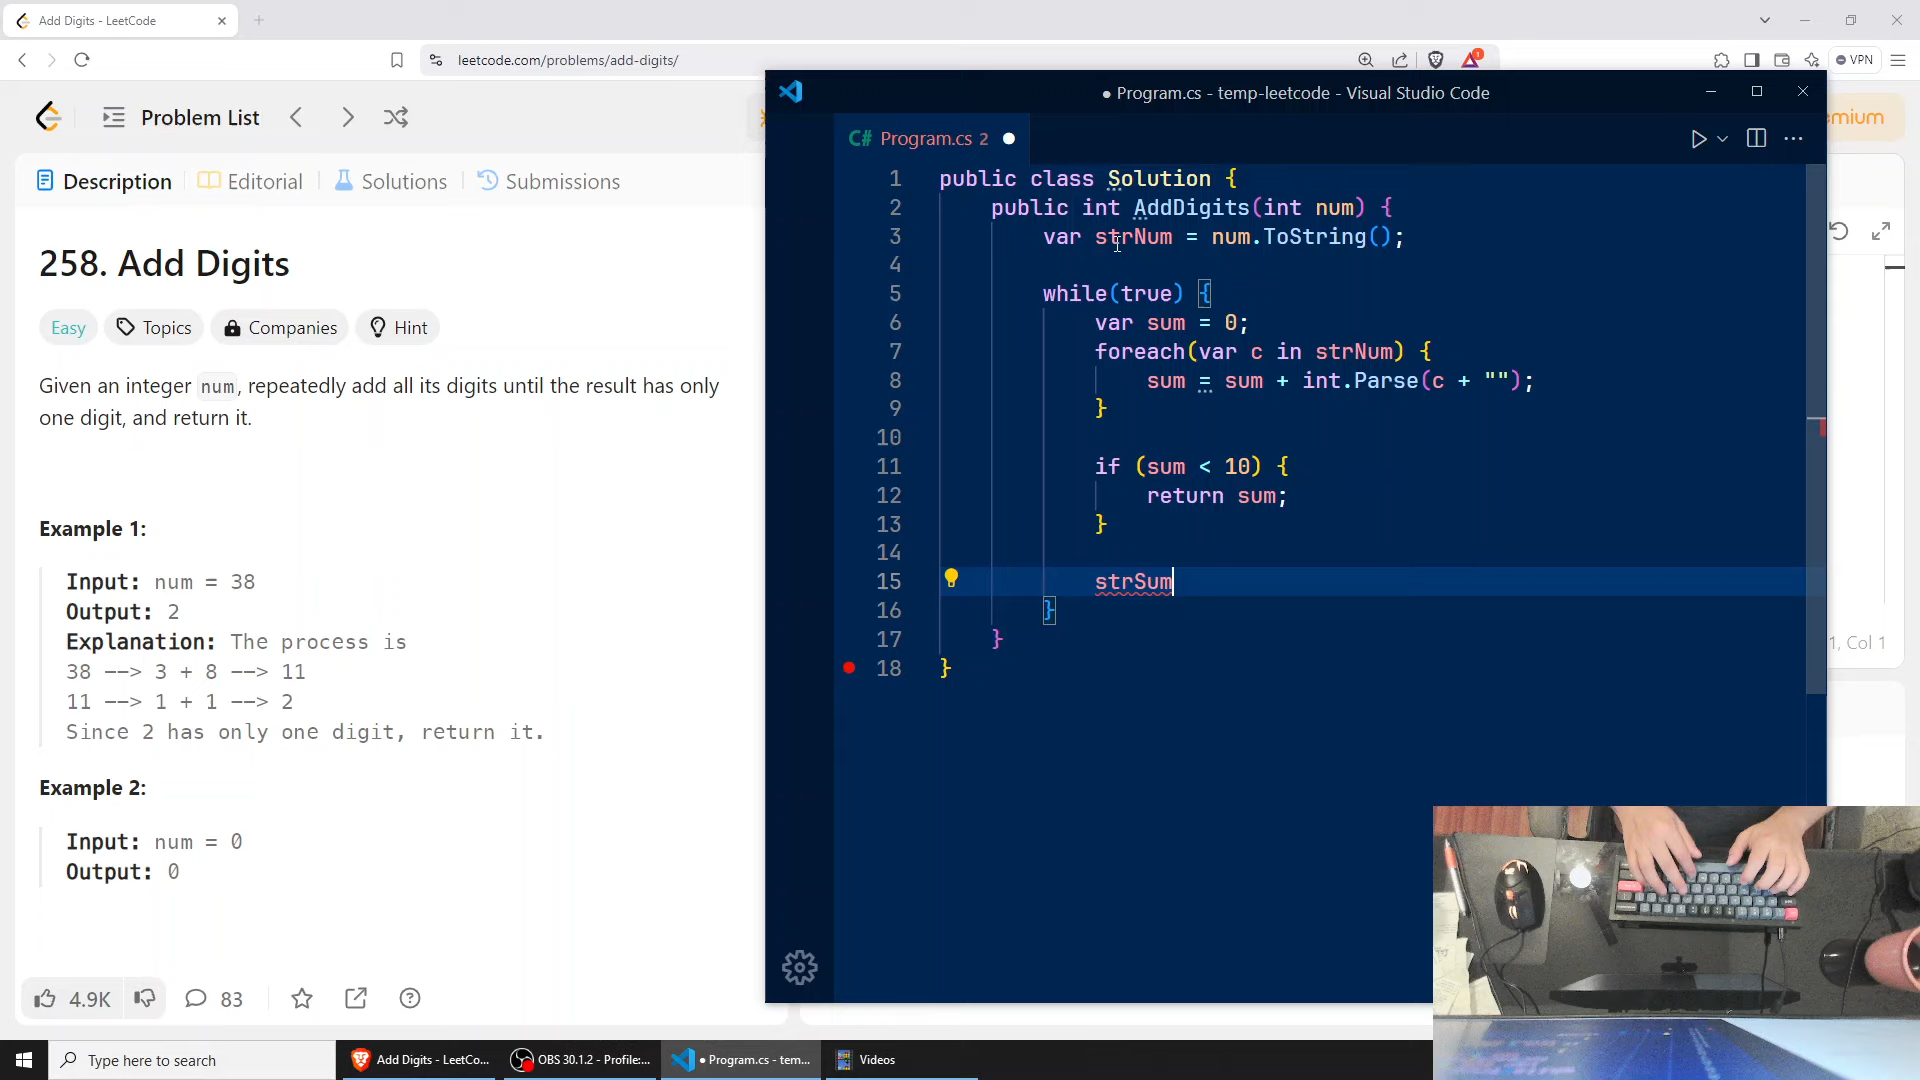 Add Digits - LeetCode
leetcode.com/problems/add-digits/
1
VPN
Problem List
Description
Editorial
Solutions
Submissions
258. Add Digits
Easy
Topics
Companies
Hint
Given an integer num, repeatedly add all its digits until the result has only
one digit, and return it.
Example 1:
Input: num = 38
Output: 2
Explanation: The process is
38 --> 3 + 8 --> 11
11 --> 1 + 1 --> 2
Since 2 has only one digit, return it.
Example 2:
Input: num = 0
Output: 0
4.9K
83
● Program.cs - temp-leetcode - Visual Studio Code
C# Program.cs 2
1 public class Solution {
2 public int AddDigits(int num) {
3 var strNum = num.ToString();
4
5 while(true) {
6 var sum = 0;
7 foreach(var c in strNum) {
8 sum = sum + int.Parse(c + "");
9 }
10
11 if (sum < 10) {
12 return sum;
13 }
14
15 strSum
16 }
17 }
18 }
emium
1, Col 1
Type here to search
Add Digits - LeetCo...
OBS 30.1.2 - Profile:...
● Program.cs - tem...
Videos